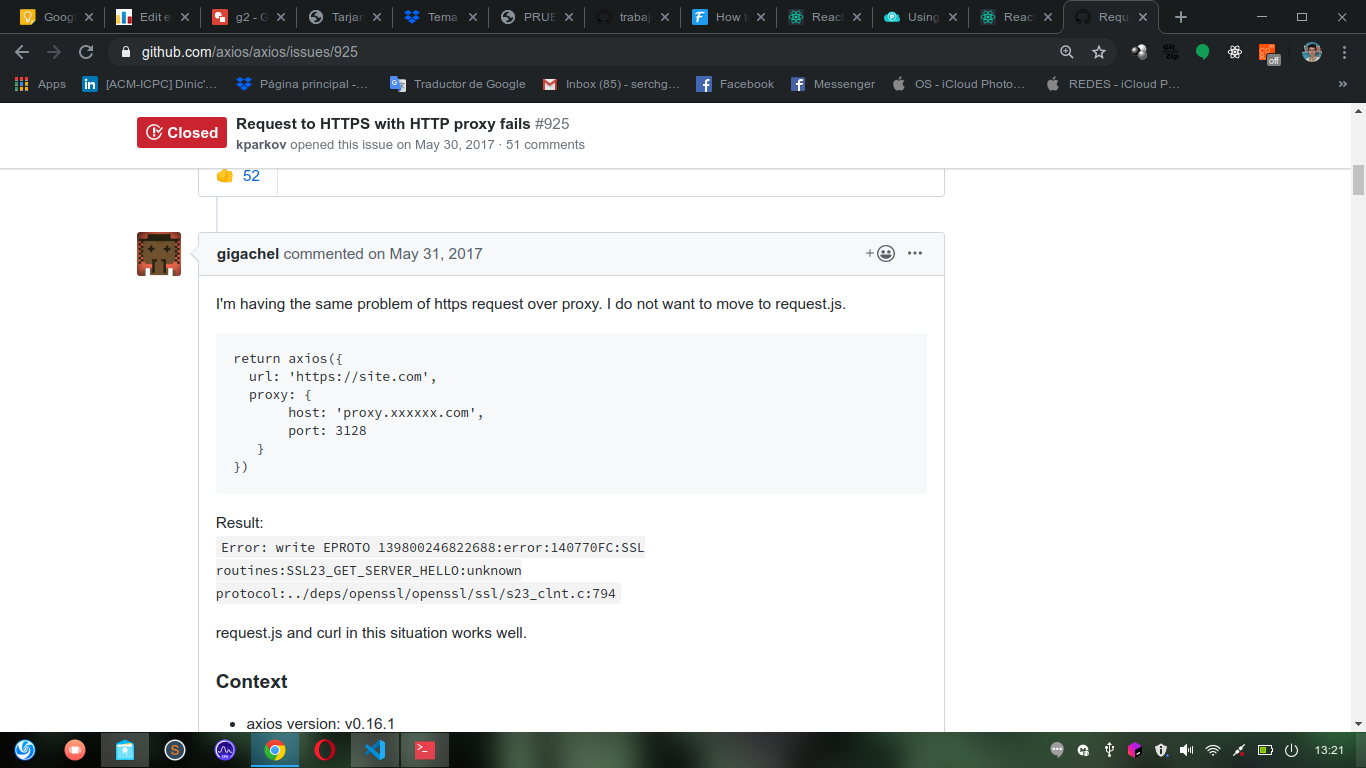 Googl
Edit e
g2 - G
Tarjan
Tema
PRUE
trabaj
How t
React
Using
React
Requ
github.com/axios/axios/issues/925
off
Apps
[ACM-ICPC] Dinic'...
Página principal -...
Traductor de Google
Inbox (85) - serchg...
Facebook
Messenger
OS - iCloud Photo...
REDES - iCloud P...
»
Closed
Request to HTTPS with HTTP proxy fails #925
kparkov opened this issue on May 30, 2017 · 51 comments
52
gigachel commented on May 31, 2017
I'm having the same problem of https request over proxy. I do not want to move to request.js.
return axios({
url: 'https://site.com',
proxy: {
host: 'proxy.xxxxxx.com',
port: 3128
}
})
Result:
Error: write EPROTO 139800246822688:error:140770FC:SSL
routines:SSL23_GET_SERVER_HELLO:unknown
protocol:../deps/openssl/openssl/ssl/s23_clnt.c:794
request.js and curl in this situation works well.
Context
• axios version: v0.16.1
13:21